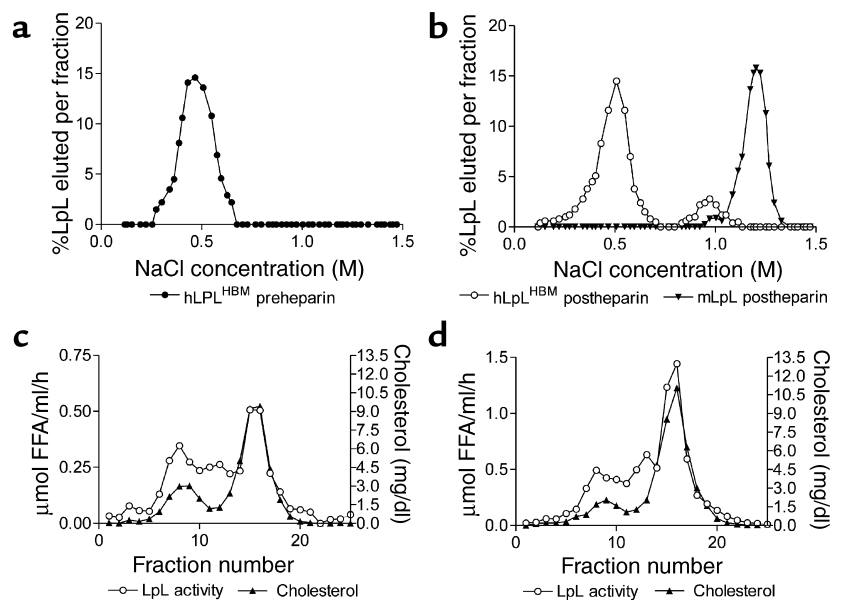 a
%LpL eluted per fraction
20
15
10
5
0
0.0 0.5 1.0 1.5
NaCl concentration (M)
hLPL^HBM preheparin
b
%LpL eluted per fraction
20
15
10
5
0
0.0 0.5 1.0 1.5
NaCl concentration (M)
hLpL^HBM postheparin mLpL postheparin
c
µmol FFA/ml/h
0.75
0.50
0.25
0.00
0 10 20
Fraction number
13.5
12.0
10.5
9.0
7.5
6.0
4.5
3.0
1.5
0.0
Cholesterol (mg/dl)
LpL activity Cholesterol
d
µmol FFA/ml/h
1.5
1.0
0.5
0.0
0 10 20
Fraction number
13.5
12.0
10.5
9.0
7.5
6.0
4.5
3.0
1.5
0.0
Cholesterol (mg/dl)
LpL activity Cholesterol